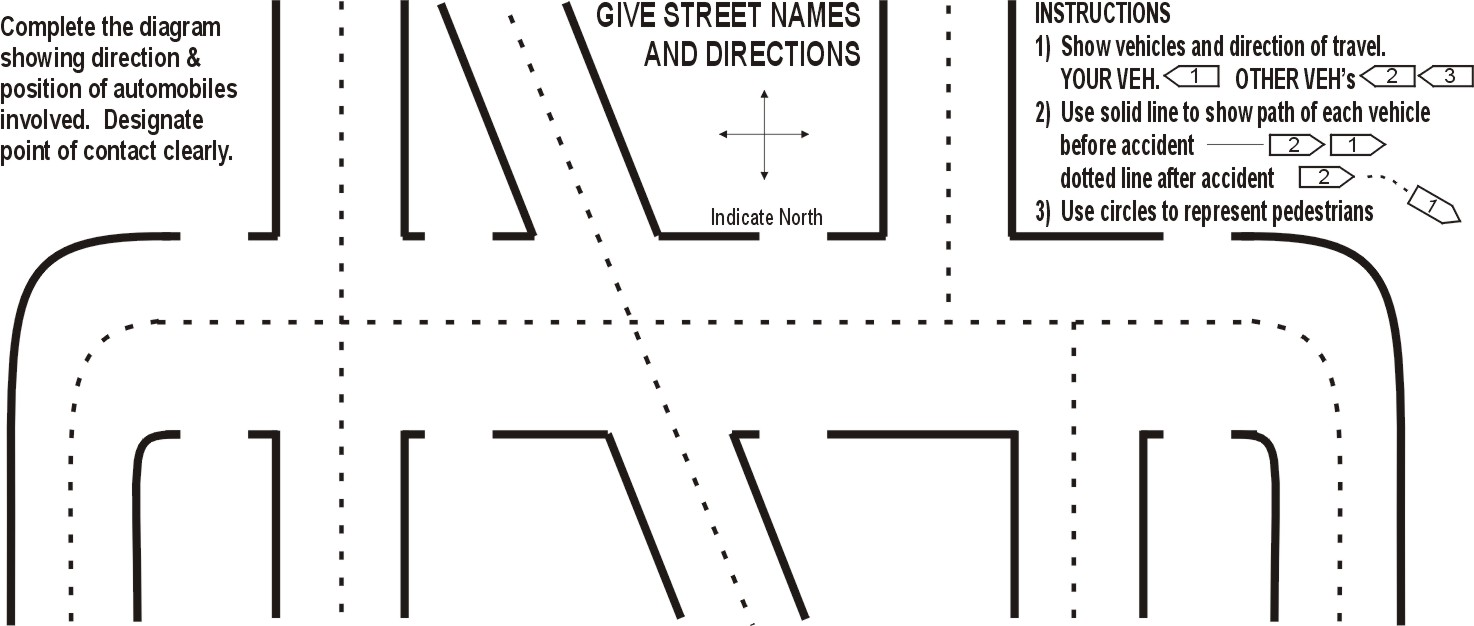 Complete the diagram
showing direction &
position of automobiles
involved.  Designate
point of contact clearly.
GIVE STREET NAMES
AND DIRECTIONS
Indicate North
INSTRUCTIONS
1) Show vehicles and direction of travel.
YOUR VEH. 1 OTHER VEH's 2 3
2) Use solid line to show path of each vehicle
before accident 2 1
dotted line after accident 2 1
3) Use circles to represent pedestrians